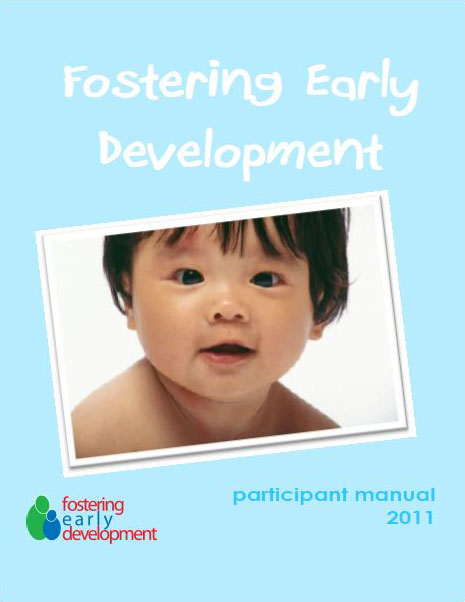 Fostering Early
Development
participant manual
2011
fostering
early
development